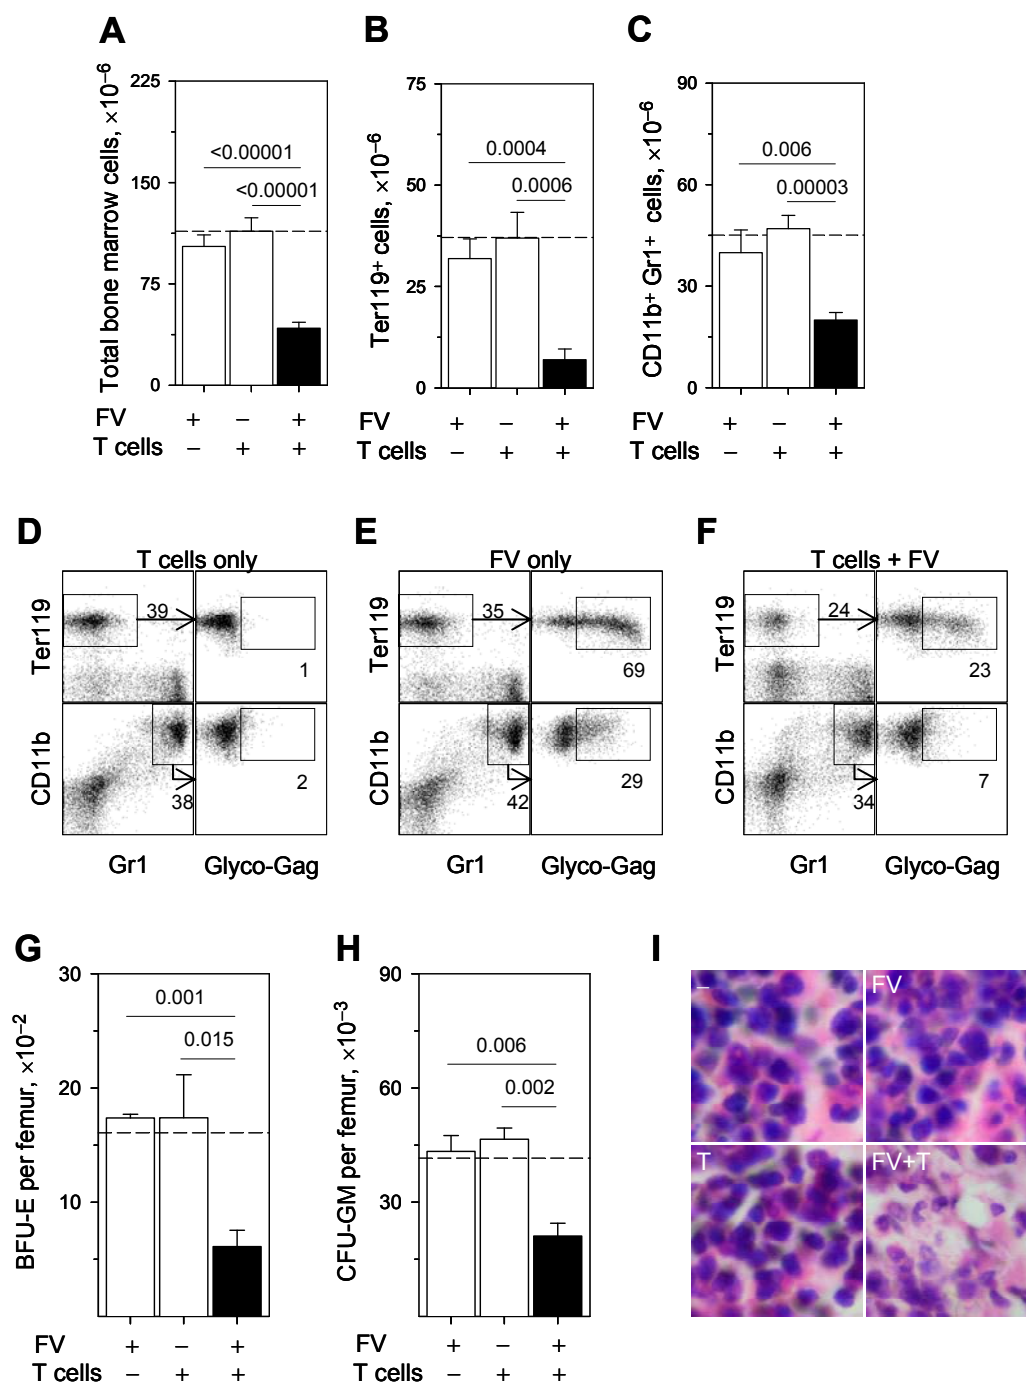 A
Total bone marrow cells, ×10⁻⁶
225
150
75
0
<0.00001
<0.00001
FV + − +
T cells − + +
B
Ter119⁺ cells, ×10⁻⁶
75
50
25
0
0.0004
0.0006
FV + − +
T cells − + +
C
CD11b⁺ Gr1⁺ cells, ×10⁻⁶
90
60
30
0
0.006
0.00003
FV + − +
T cells − + +
D
T cells only
Ter119
39
1
CD11b
38
2
Gr1
Glyco-Gag
E
FV only
Ter119
35
69
CD11b
42
29
Gr1
Glyco-Gag
F
T cells + FV
Ter119
24
23
CD11b
34
7
Gr1
Glyco-Gag
G
BFU-E per femur, ×10⁻²
30
20
10
0.001
0.015
FV + − +
T cells − + +
H
CFU-GM per femur, ×10⁻³
90
60
30
0.006
0.002
FV + − +
T cells − + +
I
−
FV
T
FV+T